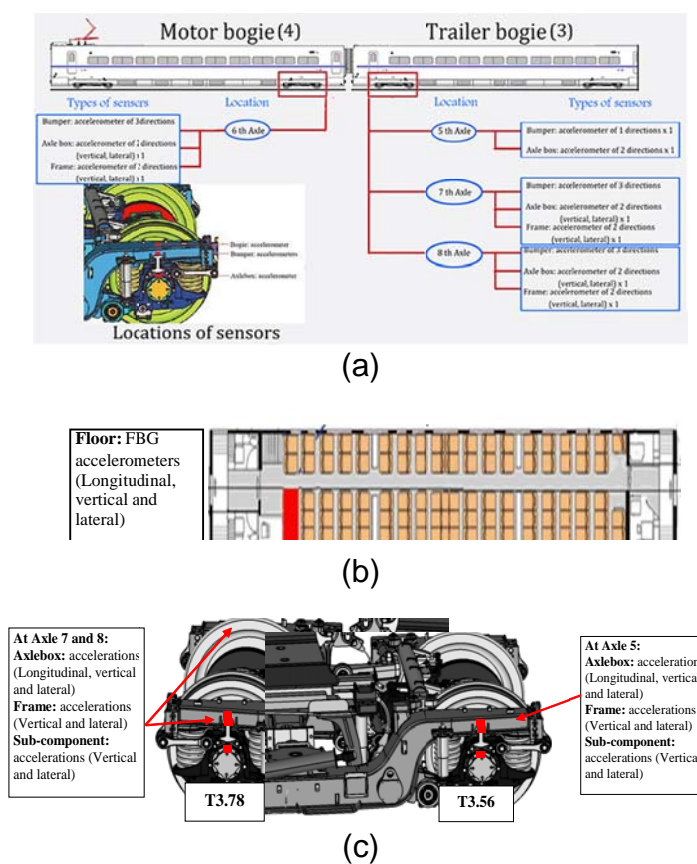 Motor bogie (4)
Trailer bogie (3)
Types of sensors
Location
Location
Types of sensors
Bumper: accelerometer of 3directions
Axle box: accelerometer of 2directions
(vertical, lateral) x1
Frame: accelerometer of 2 directions
(vertical, lateral) x1
6 th Axle
5 th Axle
Bumper: accelerometer of 1 directions x 1
Axle box: accelerometer of 2 directions x 1
7 th Axle
Bumper: accelerometer of 3 directions
Axle box: accelerometer of 2 directions
(vertical, lateral) x 1
Frame: accelerometer of 2 directions
(vertical, lateral) x 1
8 th Axle
Bumper: accelerometer of 3 directions
Axle box: accelerometer of 2 directions
(vertical, lateral) x 1
Frame: accelerometer of 2 directions
(vertical, lateral) x 1
Bogie: accelerometer
Bumper: accelerometers
Axlebox: accelerometer
Locations of sensors
(a)
Floor: FBG
accelerometers
(Longitudinal,
vertical and
lateral)
(b)
At Axle 7 and 8:
Axlebox: accelerations
(Longitudinal, vertical
and lateral)
Frame: accelerations
(Vertical and lateral)
Sub-component:
accelerations (Vertical
and lateral)
At Axle 5:
Axlebox: acceleration
(Longitudinal, vertica
and lateral)
Frame: accelerations
(Vertical and lateral)
Sub-component:
accelerations (Vertica
and lateral)
T3.78
T3.56
(c)